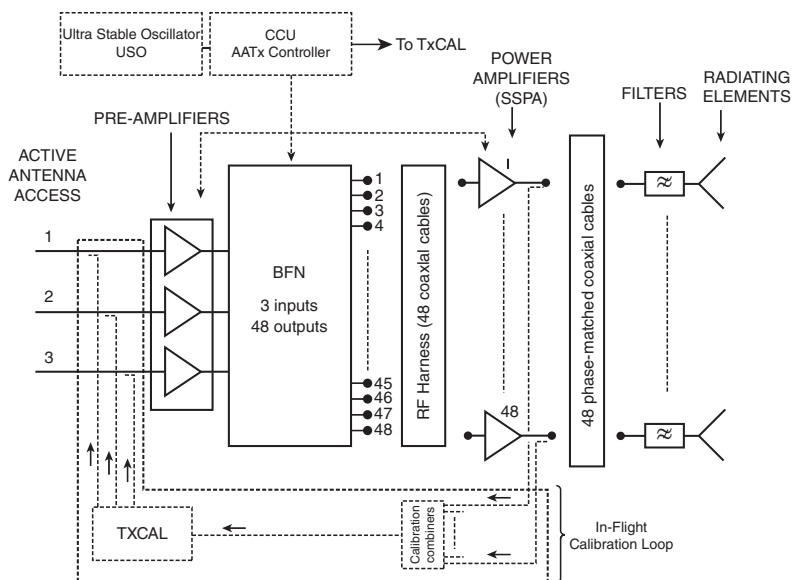 Ultra Stable Oscillator
USO
CCU
AATx Controller
To TxCAL
POWER
AMPLIFIERS
(SSPA)
FILTERS
RADIATING
ELEMENTS
PRE-AMPLIFIERS
ACTIVE
ANTENNA
ACCESS
1
2
3
BFN
3 inputs
48 outputs
1
2
3
4
45
46
47
48
RF Harness (48 coaxlal cables)
I
48
48 phase-matched coaxial cables
≈
≈
TXCAL
Calibration
combiners
In-Flight
Calibration Loop